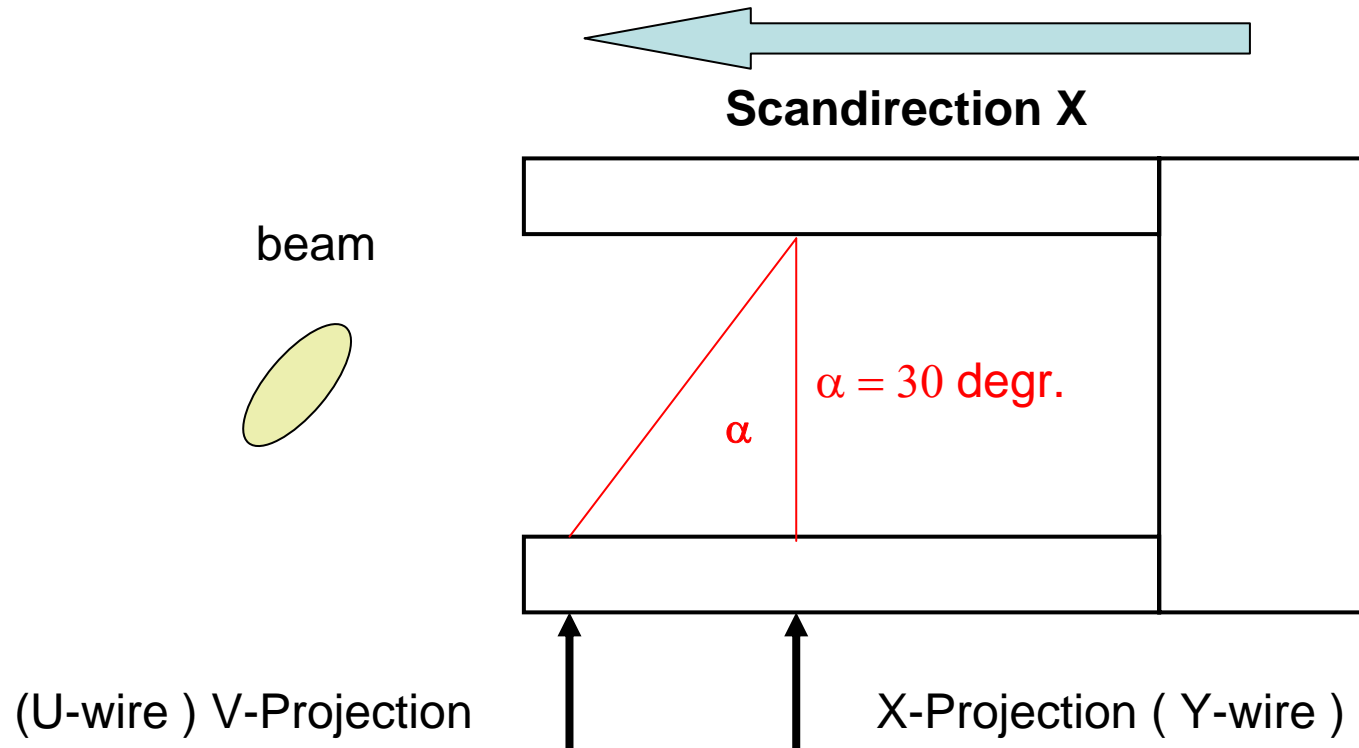 Scandirection X
beam
α = 30 degr.
α
(U-wire ) V-Projection
X-Projection ( Y-wire )